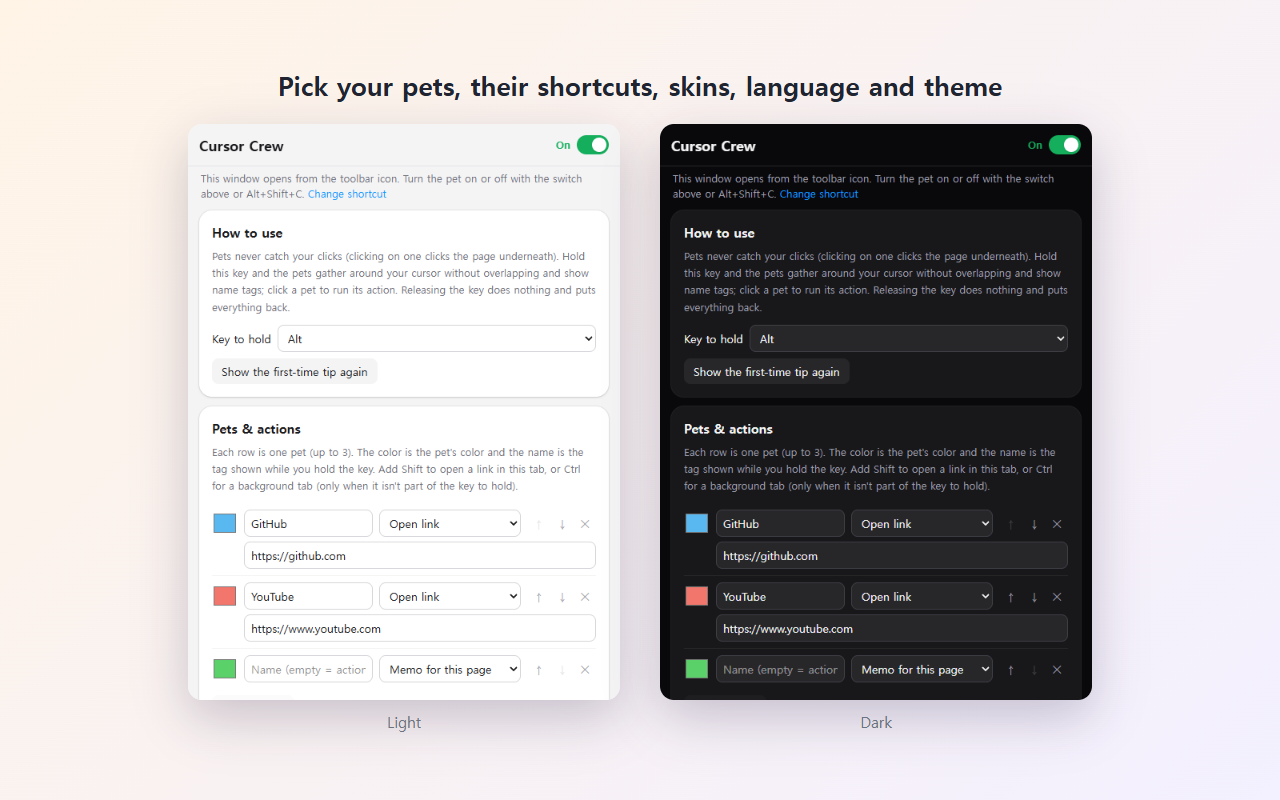 Pick your pets, their shortcuts, skins, language and theme
Cursor Crew
On
This window opens from the toolbar icon. Turn the pet on or off with the switch
above or Alt+Shift+C. Change shortcut
How to use
Pets never catch your clicks (clicking on one clicks the page underneath). Hold
this key and the pets gather around your cursor without overlapping and show
name tags; click a pet to run its action. Releasing the key does nothing and puts
everything back.
Key to hold
Alt
Show the first-time tip again
Pets & actions
Each row is one pet (up to 3). The color is the pet's color and the name is the
tag shown while you hold the key. Add Shift to open a link in this tab, or Ctrl
for a background tab (only when it isn't part of the key to hold).
GitHub
Open link
↑ ↓ ×
https://github.com
YouTube
Open link
↑ ↓ ×
https://www.youtube.com
Name (empty = action
Memo for this page
↑ ↓ ×
Light
Cursor Crew
On
This window opens from the toolbar icon. Turn the pet on or off with the switch
above or Alt+Shift+C. Change shortcut
How to use
Pets never catch your clicks (clicking on one clicks the page underneath). Hold
this key and the pets gather around your cursor without overlapping and show
name tags; click a pet to run its action. Releasing the key does nothing and puts
everything back.
Key to hold
Alt
Show the first-time tip again
Pets & actions
Each row is one pet (up to 3). The color is the pet's color and the name is the
tag shown while you hold the key. Add Shift to open a link in this tab, or Ctrl
for a background tab (only when it isn't part of the key to hold).
GitHub
Open link
↑ ↓ ×
https://github.com
YouTube
Open link
↑ ↓ ×
https://www.youtube.com
Name (empty = action
Memo for this page
↑ ↓ ×
Dark